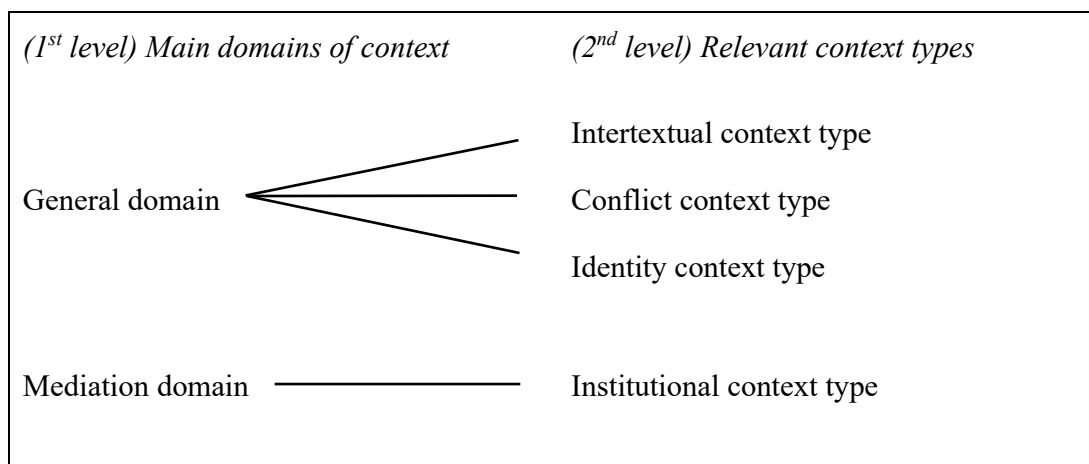 (1st level) Main domains of context
(2nd level) Relevant context types
Intertextual context type
General domain
Conflict context type
Identity context type
Mediation domain
Institutional context type